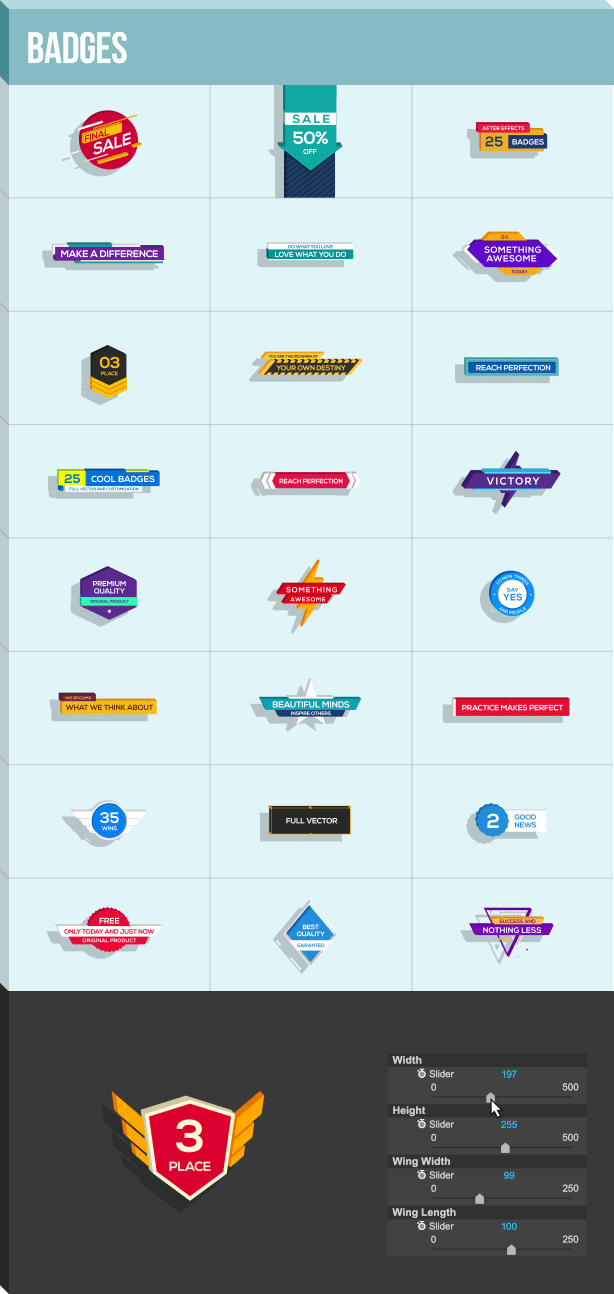 BADGES
FINAL
SALE
SALE
50%
OFF
AFTER EFFECTS
25 BADGES
MAKE A DIFFERENCE
DO WHAT YOU LOVE
LOVE WHAT YOU DO
DO
SOMETHING
AWESOME
TODAY
03
PLACE
YOU ARE THE DESIGNER OF
YOUR OWN DESTINY
REACH PERFECTION
25 COOL BADGES
FULL VECTOR AND CUSTOMIZATION
REACH PERFECTION
VICTORY
PREMIUM
QUALITY
ORIGINAL PRODUCT
SOMETHING
AWESOME
TO NEW THINGS
SAY
YES
AND PEOPLE
WE BECOME
WHAT WE THINK ABOUT
BEAUTIFUL MINDS
INSPIRE OTHERS
PRACTICE MAKES PERFECT
35
WINS
FULL VECTOR
2 GOOD
NEWS
FREE
ONLY TODAY AND JUST NOW
ORIGINAL PRODUCT
BEST
QUALITY
GARANTED
SUCCESS AND
NOTHING LESS
3
PLACE
Width
Slider 197
0 500
Height
Slider 255
0 500
Wing Width
Slider 99
0 250
Wing Length
Slider 100
0 250